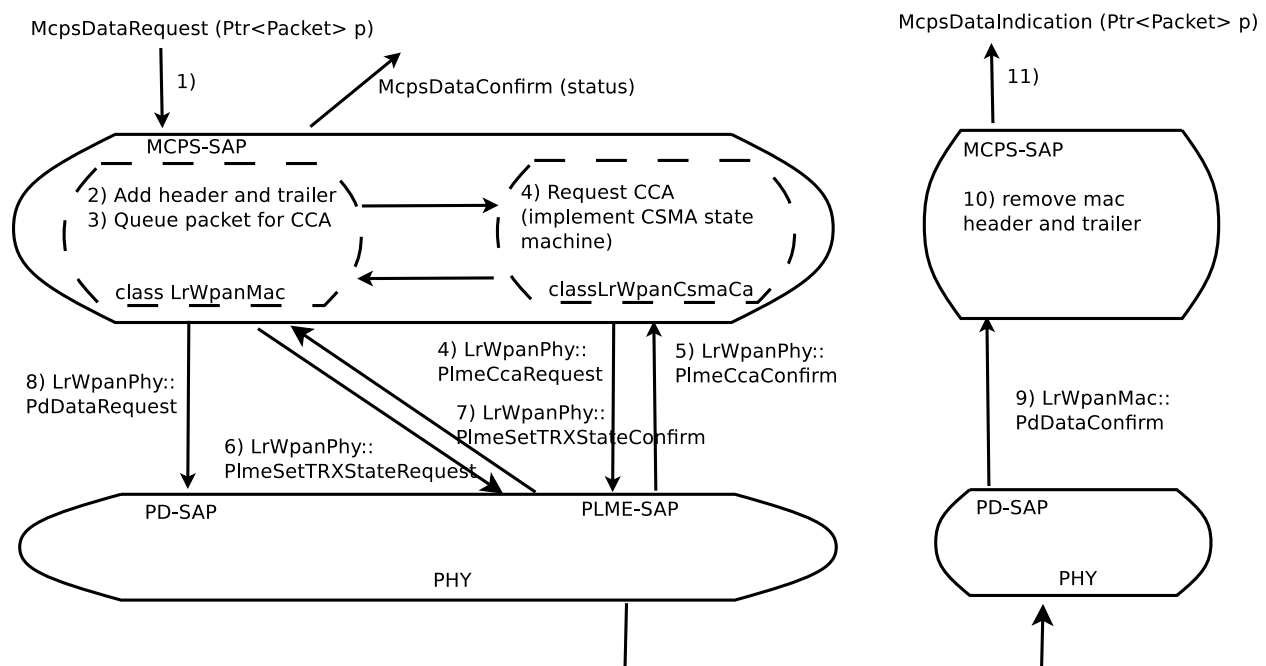 McpsDataRequest (Ptr<Packet> p)
McpsDataIndication (Ptr<Packet> p)
1)
McpsDataConfirm (status)
11)
MCPS-SAP
2) Add header and trailer
3) Queue packet for CCA
class LrWpanMac
4) Request CCA
(implement CSMA state
machine)
classLrWpanCsmaCa
MCPS-SAP
10) remove mac
header and trailer
8) LrWpanPhy::
PdDataRequest
6) LrWpanPhy::
PlmeSetTRXStateRequest
4) LrWpanPhy::
PlmeCcaRequest
7) LrWpanPhy::
PlmeSetTRXStateConfirm
5) LrWpanPhy::
PlmeCcaConfirm
9) LrWpanMac::
PdDataConfirm
PD-SAP
PLME-SAP
PHY
PD-SAP
PHY